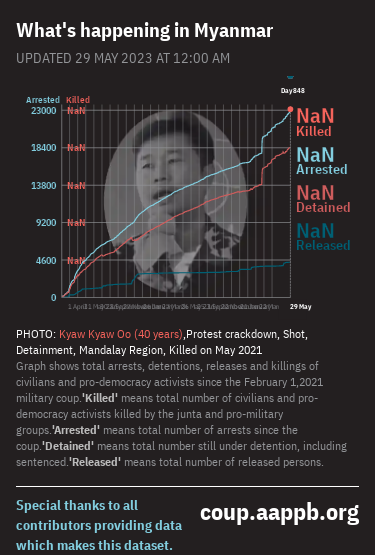 What's happening in Myanmar
UPDATED 29 MAY 2023 AT 12:00 AM
Day848
Arrested Killed
23000 NaN
NaN
Killed
18400 NaN
NaN
Arrested
13800 NaN
NaN
Detained
9200 NaN
NaN
Released
4600 NaN
0
1 April
29 May
PHOTO: Kyaw Kyaw Oo (40 years),Protest crackdown, Shot,
Detainment, Mandalay Region, Killed on May 2021
Graph shows total arrests, detentions, releases and killings of
civilians and pro-democracy activists since the February 1,2021
military coup.'Killed' means total number of civilians and pro-
democracy activists killed by the junta and pro-military
groups.'Arrested' means total number of arrests since the
coup.'Detained' means total number still under detention, including
sentenced.'Released' means total number of released persons.
Special thanks to all
contributors providing data
which makes this dataset.
coup.aappb.org